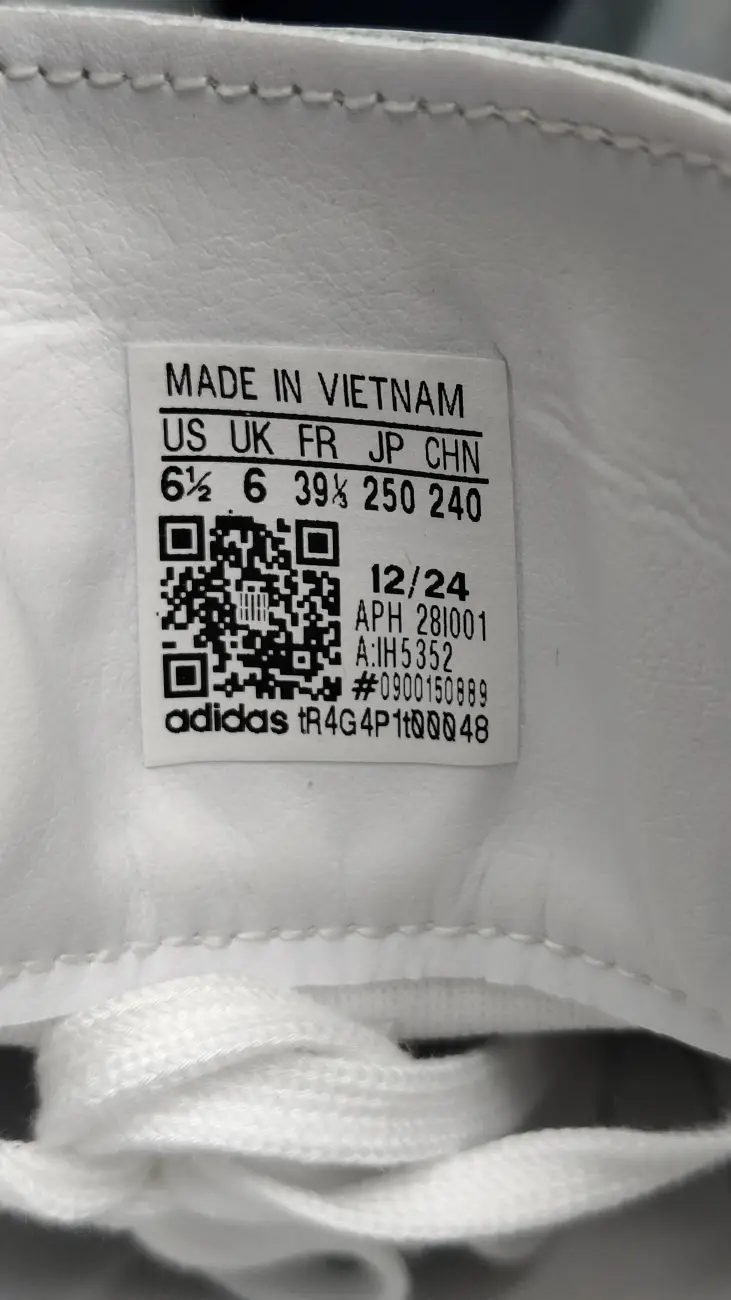 MADE IN VIETNAM
US UK FR JP CHN
6½ 6 39⅓ 250 240
12/24
APH 28I001
A:IH5352
#0900150889
adidas tR4G4P1t00048